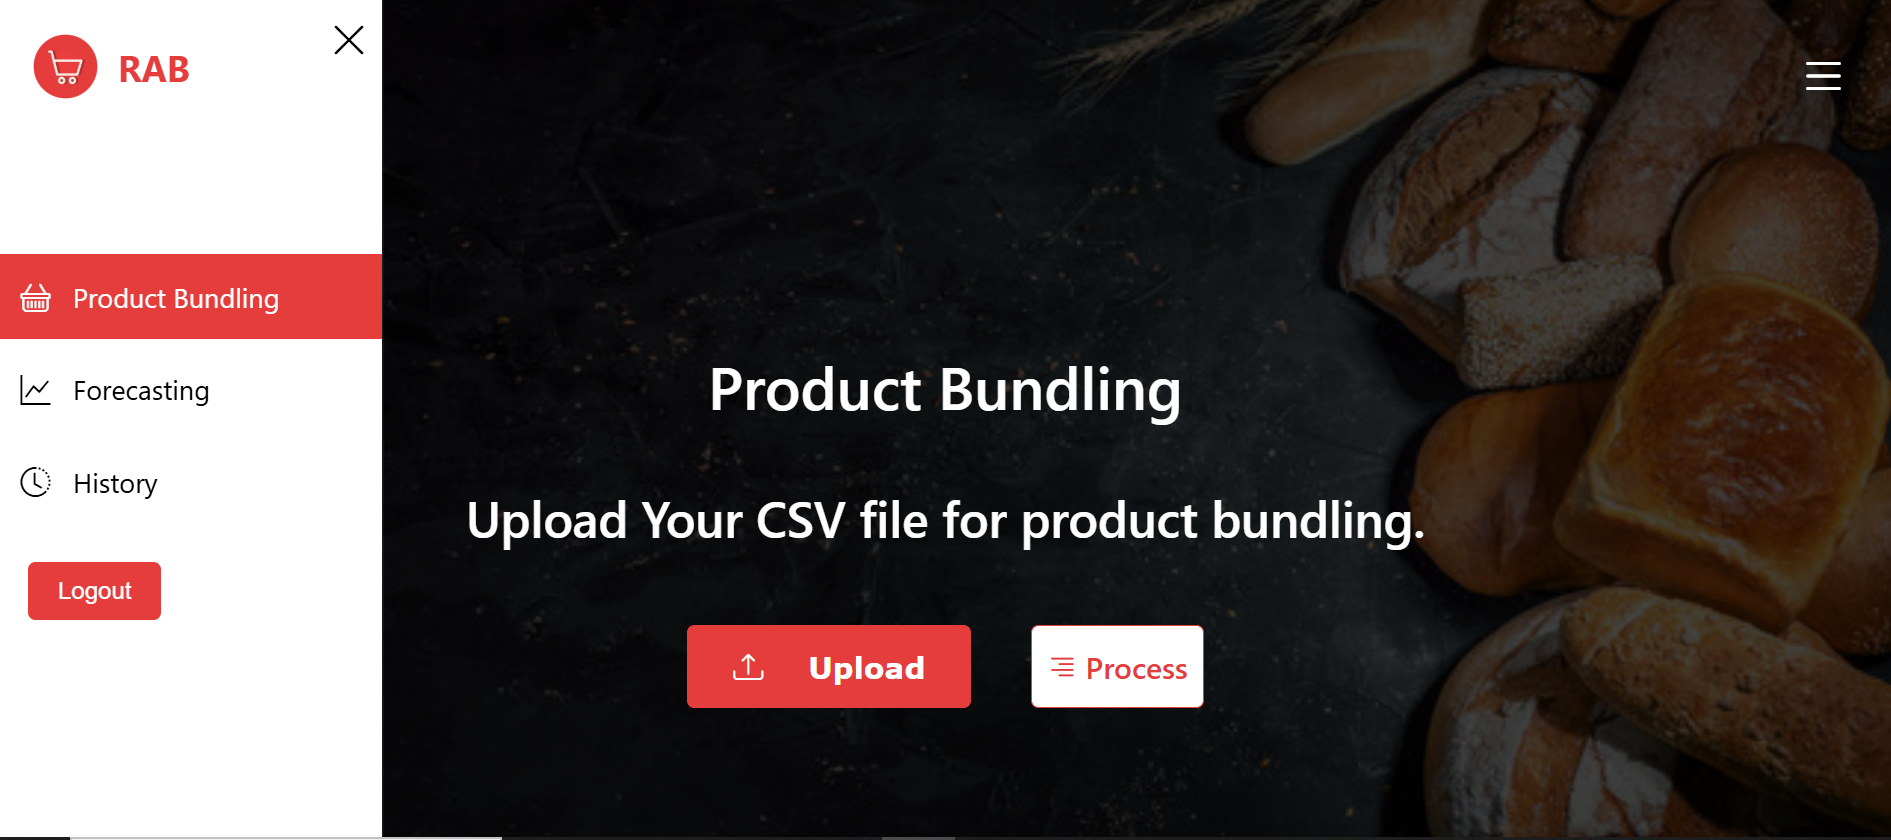 RAB
Product Bundling
Forecasting
History
Logout
Product Bundling
Upload Your CSV file for product bundling.
Upload
Process